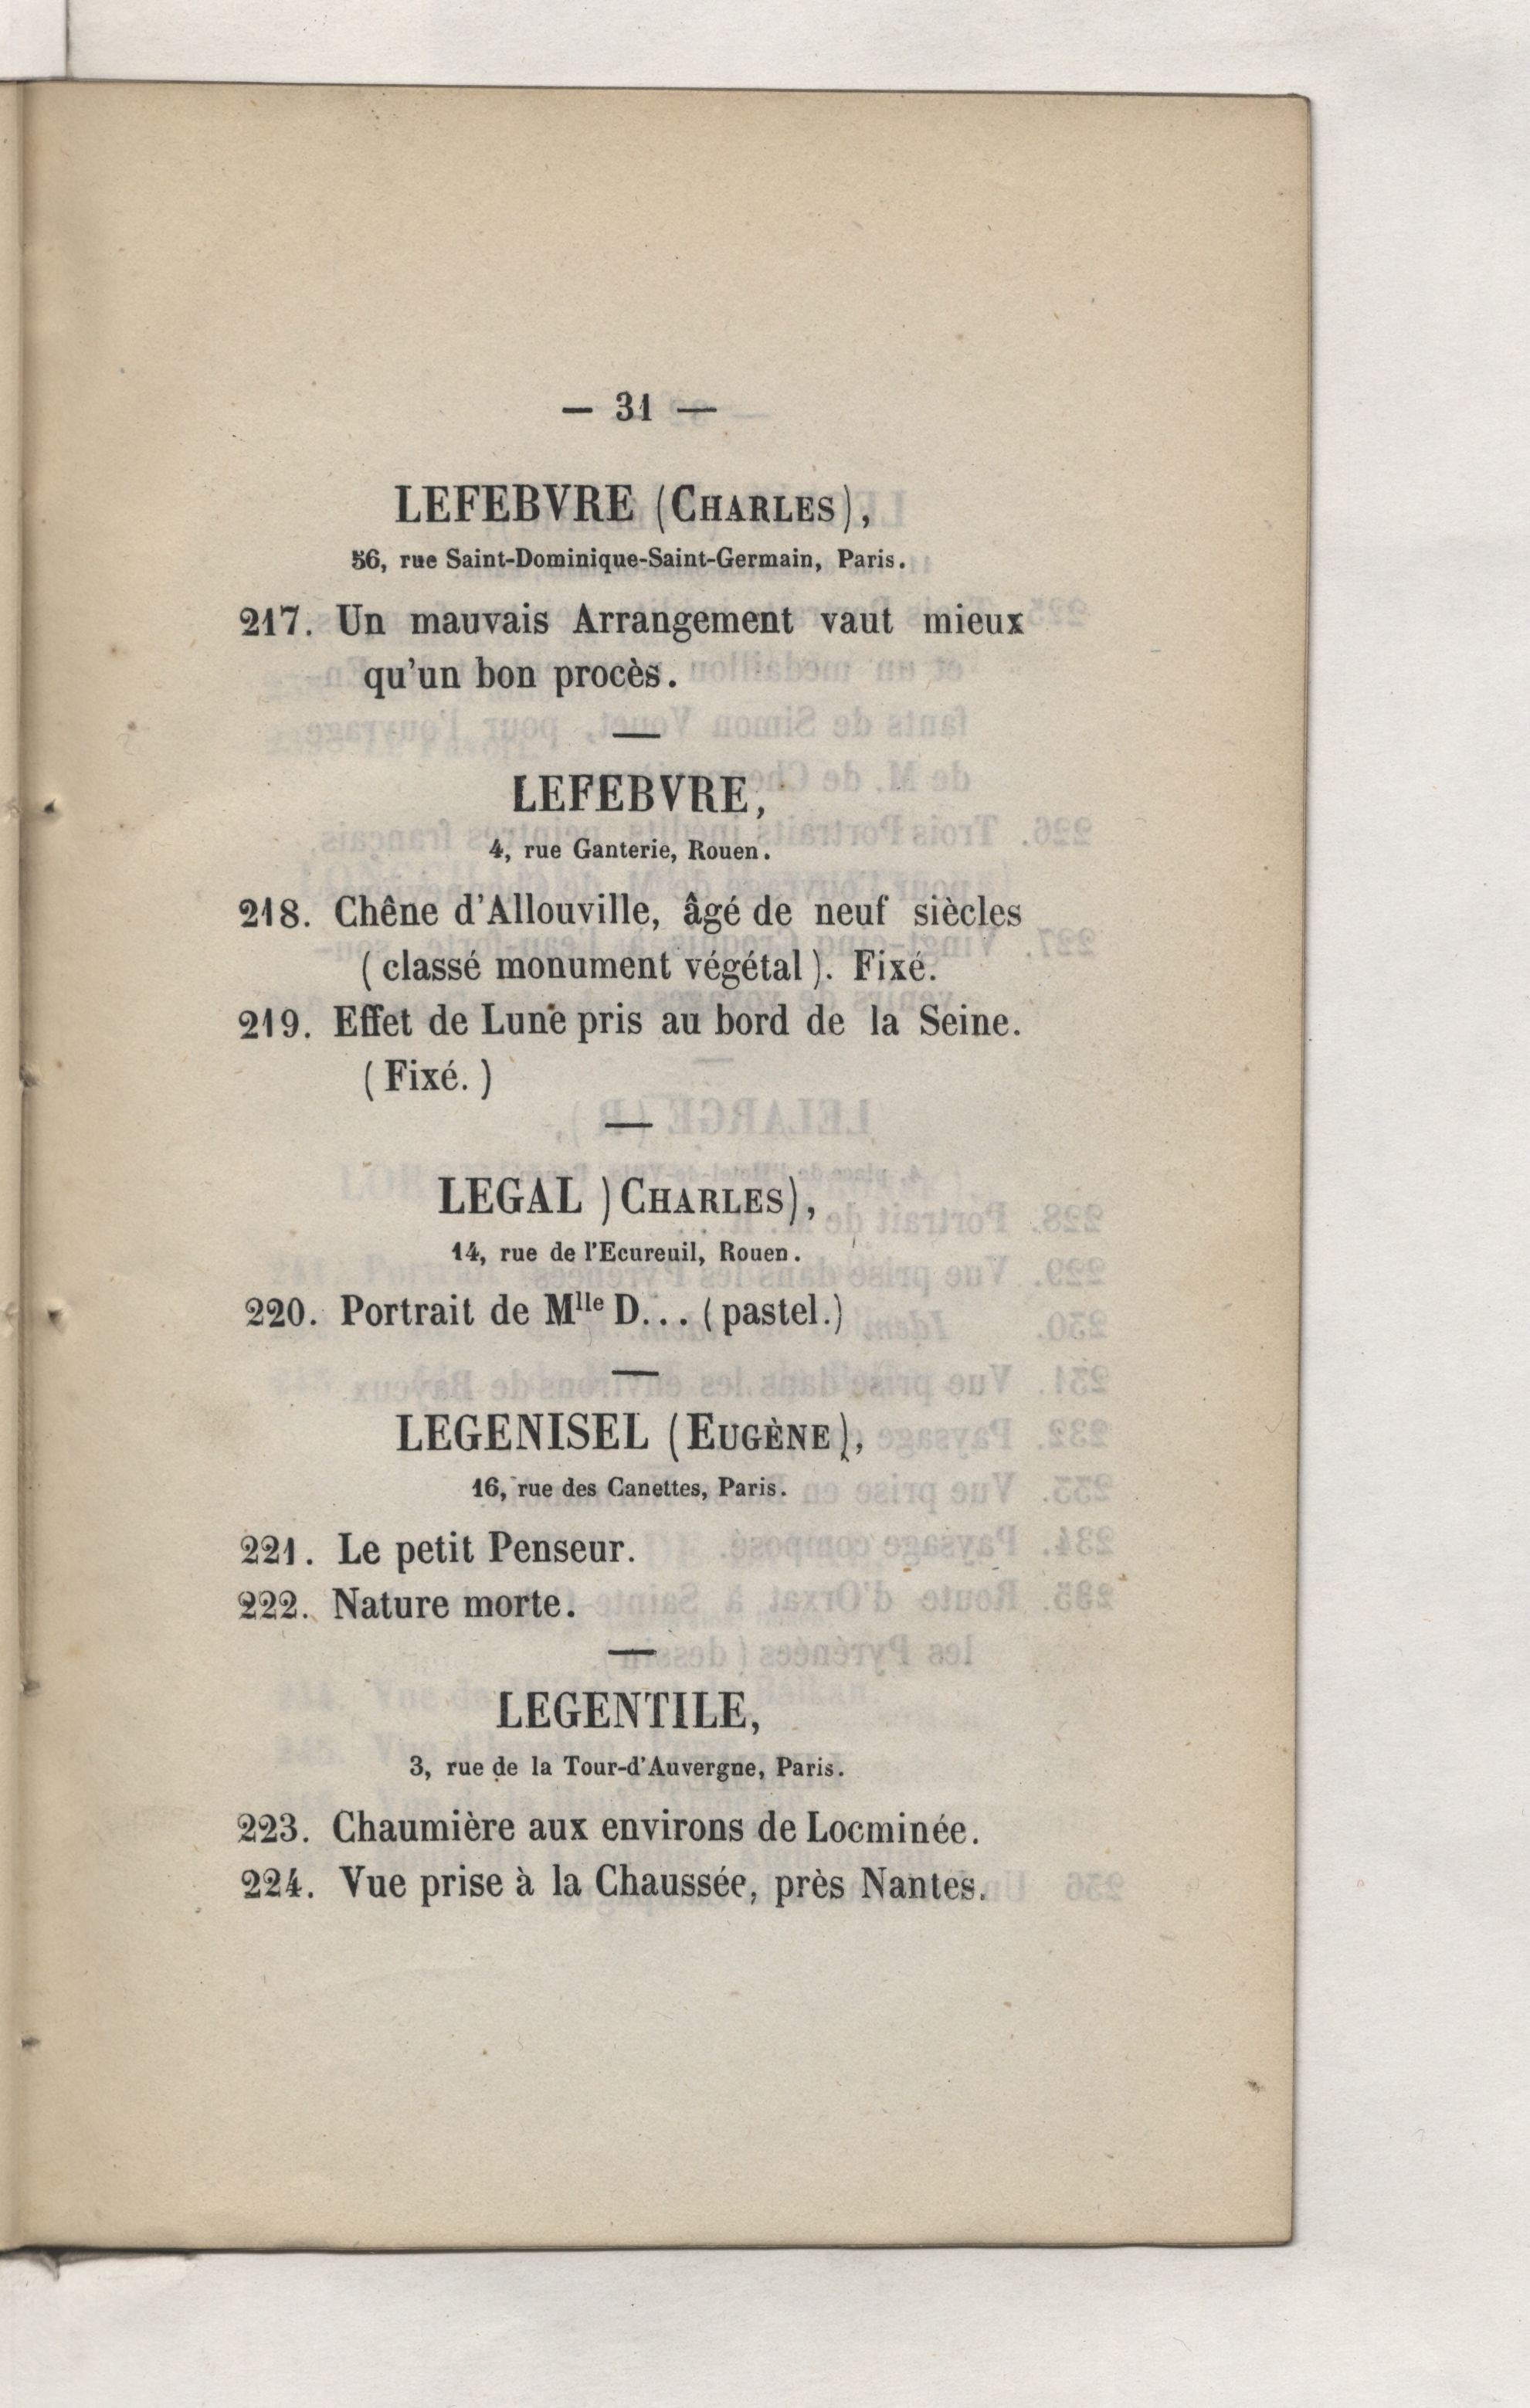 — 31 —
LEFEBVRE (CHARLES),
56, rue Saint-Dominique-Saint-Germain, Paris.
217. Un mauvais Arrangement vaut mieux
qu'un bon procès.
LEFEBVRE,
4, rue Ganterie, Rouen.
218. Chêne d'Allouville, âgé de neuf siècles
(classé monument végétal). Fixé.
219. Effet de Lune pris au bord de la Seine.
(Fixé.)
LEGAL )CHARLES),
14, rue de l'Ecureuil, Rouen.
220. Portrait de Mlle D... (pastel.)
LEGENISEL (EUGÈNE),
16, rue des Canettes, Paris.
221. Le petit Penseur.
222. Nature morte.
LEGENTILE,
3, rue de la Tour-d'Auvergne, Paris.
223. Chaumière aux environs de Locminée.
224. Vue prise à la Chaussée, près Nantes.